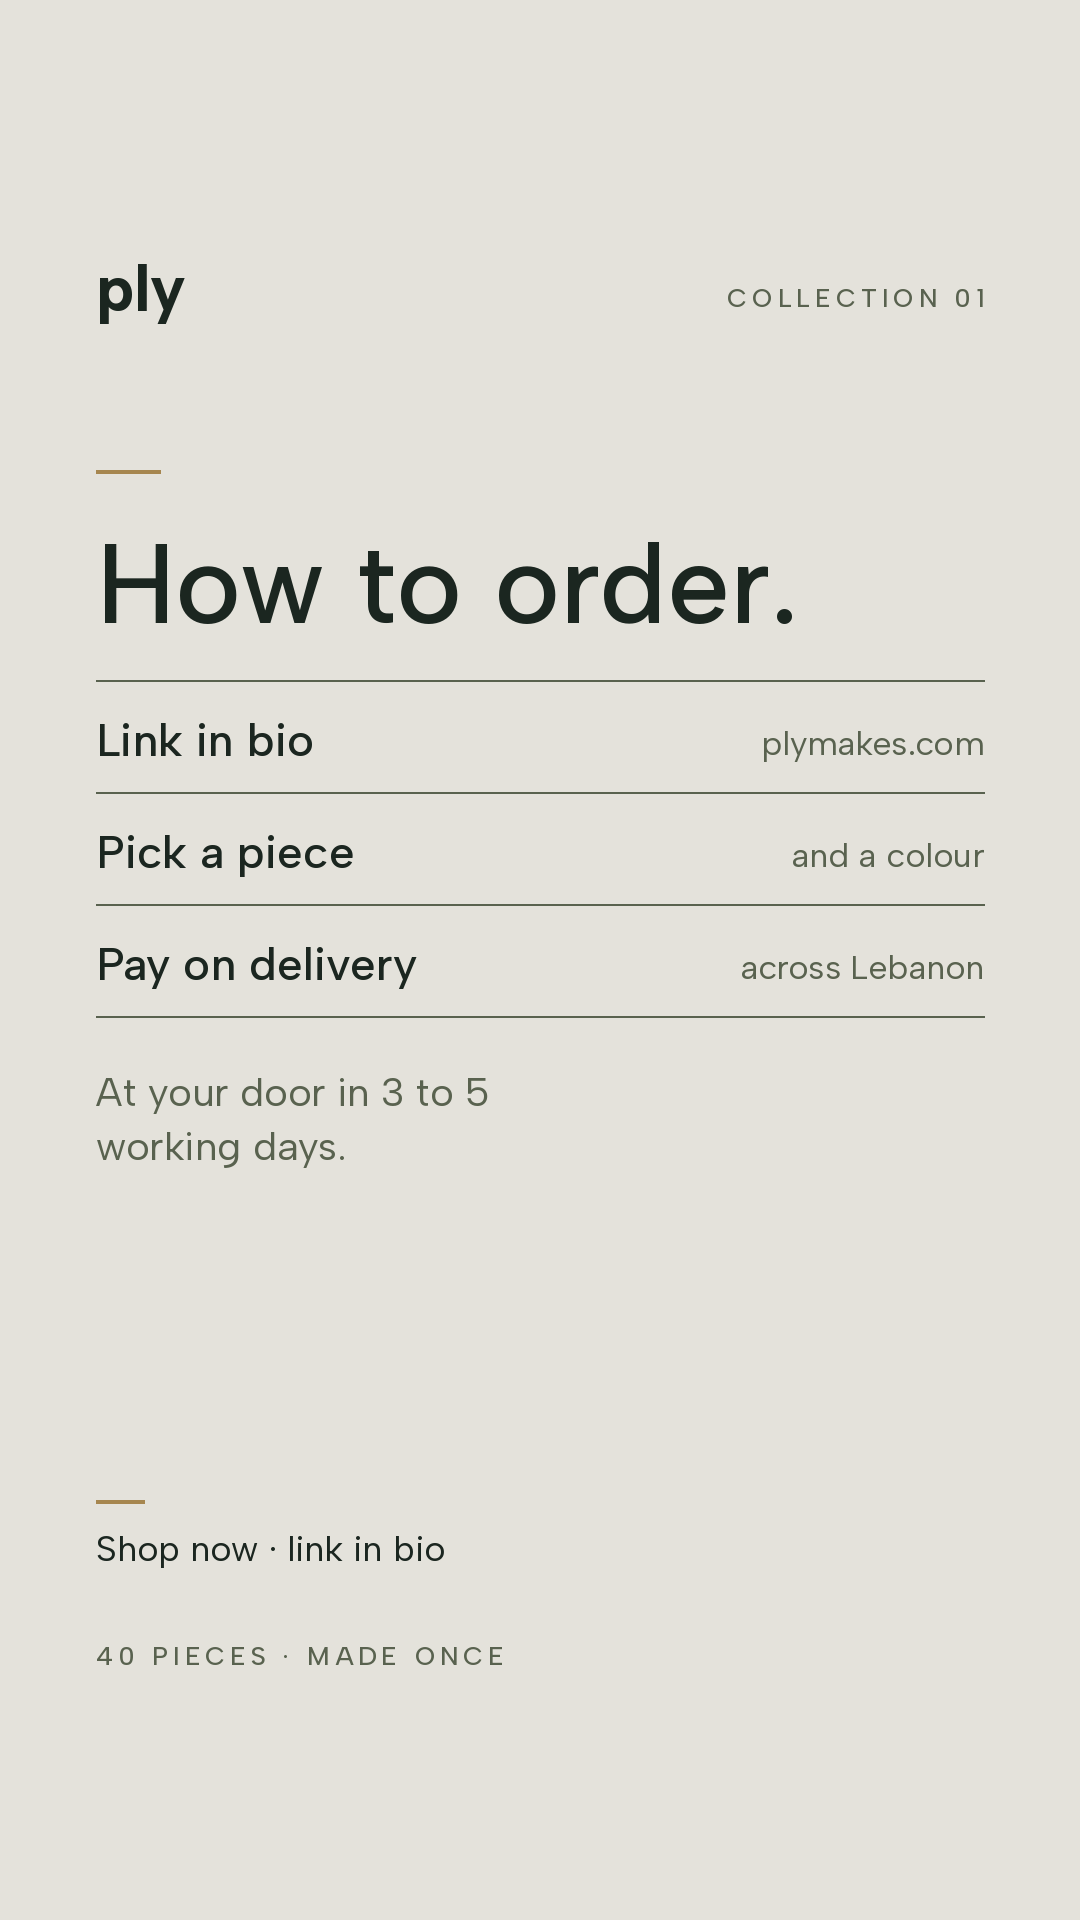 ply
COLLECTION 01
How to order.
Link in bio
plymakes.com
Pick a piece
and a colour
Pay on delivery
across Lebanon
At your door in 3 to 5
working days.
Shop now · link in bio
40 PIECES · MADE ONCE